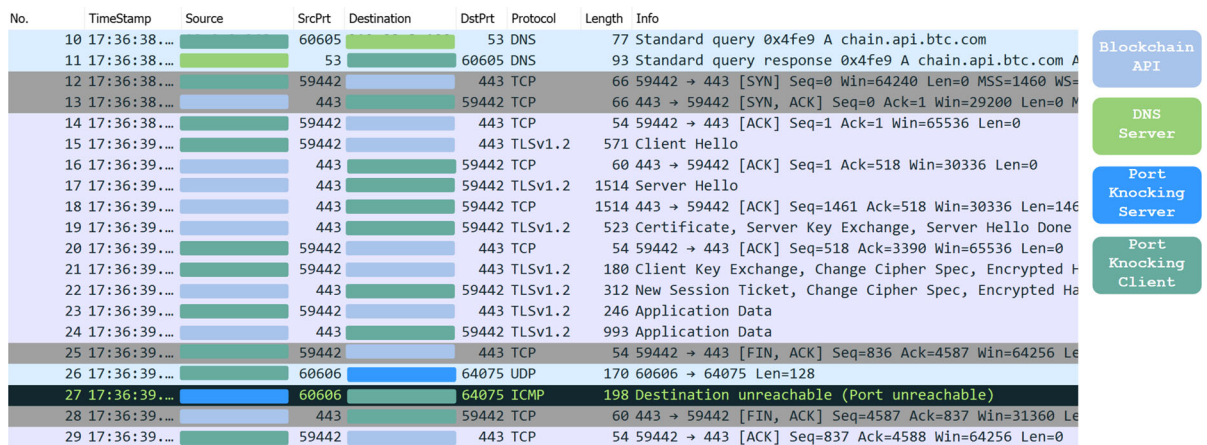 No. TimeStamp Source SrcPrt Destination DstPrt Protocol Length Info
10 17:36:38.… 60605 53 DNS 77 Standard query 0x4fe9 A chain.api.btc.com
11 17:36:38.… 53 60605 DNS 93 Standard query response 0x4fe9 A chain.api.btc.com A
12 17:36:38.… 59442 443 TCP 66 59442 → 443 [SYN] Seq=0 Win=64240 Len=0 MSS=1460 WS=
13 17:36:38.… 443 59442 TCP 66 443 → 59442 [SYN, ACK] Seq=0 Ack=1 Win=29200 Len=0 M
14 17:36:38.… 59442 443 TCP 54 59442 → 443 [ACK] Seq=1 Ack=1 Win=65536 Len=0
15 17:36:39.… 59442 443 TLSv1.2 571 Client Hello
16 17:36:39.… 443 59442 TCP 60 443 → 59442 [ACK] Seq=1 Ack=518 Win=30336 Len=0
17 17:36:39.… 443 59442 TLSv1.2 1514 Server Hello
18 17:36:39.… 443 59442 TCP 1514 443 → 59442 [ACK] Seq=1461 Ack=518 Win=30336 Len=146
19 17:36:39.… 443 59442 TLSv1.2 523 Certificate, Server Key Exchange, Server Hello Done
20 17:36:39.… 59442 443 TCP 54 59442 → 443 [ACK] Seq=518 Ack=3390 Win=65536 Len=0
21 17:36:39.… 59442 443 TLSv1.2 180 Client Key Exchange, Change Cipher Spec, Encrypted H
22 17:36:39.… 443 59442 TLSv1.2 312 New Session Ticket, Change Cipher Spec, Encrypted Ha
23 17:36:39.… 59442 443 TLSv1.2 246 Application Data
24 17:36:39.… 443 59442 TLSv1.2 993 Application Data
25 17:36:39.… 59442 443 TCP 54 59442 → 443 [FIN, ACK] Seq=836 Ack=4587 Win=64256 Le
26 17:36:39.… 60606 64075 UDP 170 60606 → 64075 Len=128
27 17:36:39.… 60606 64075 ICMP 198 Destination unreachable (Port unreachable)
28 17:36:39.… 443 59442 TCP 60 443 → 59442 [FIN, ACK] Seq=4587 Ack=837 Win=31360 Le
29 17:36:39.… 59442 443 TCP 54 59442 → 443 [ACK] Seq=837 Ack=4588 Win=64256 Len=0
Blockchain
API
DNS
Server
Port
Knocking
Server
Port
Knocking
Client